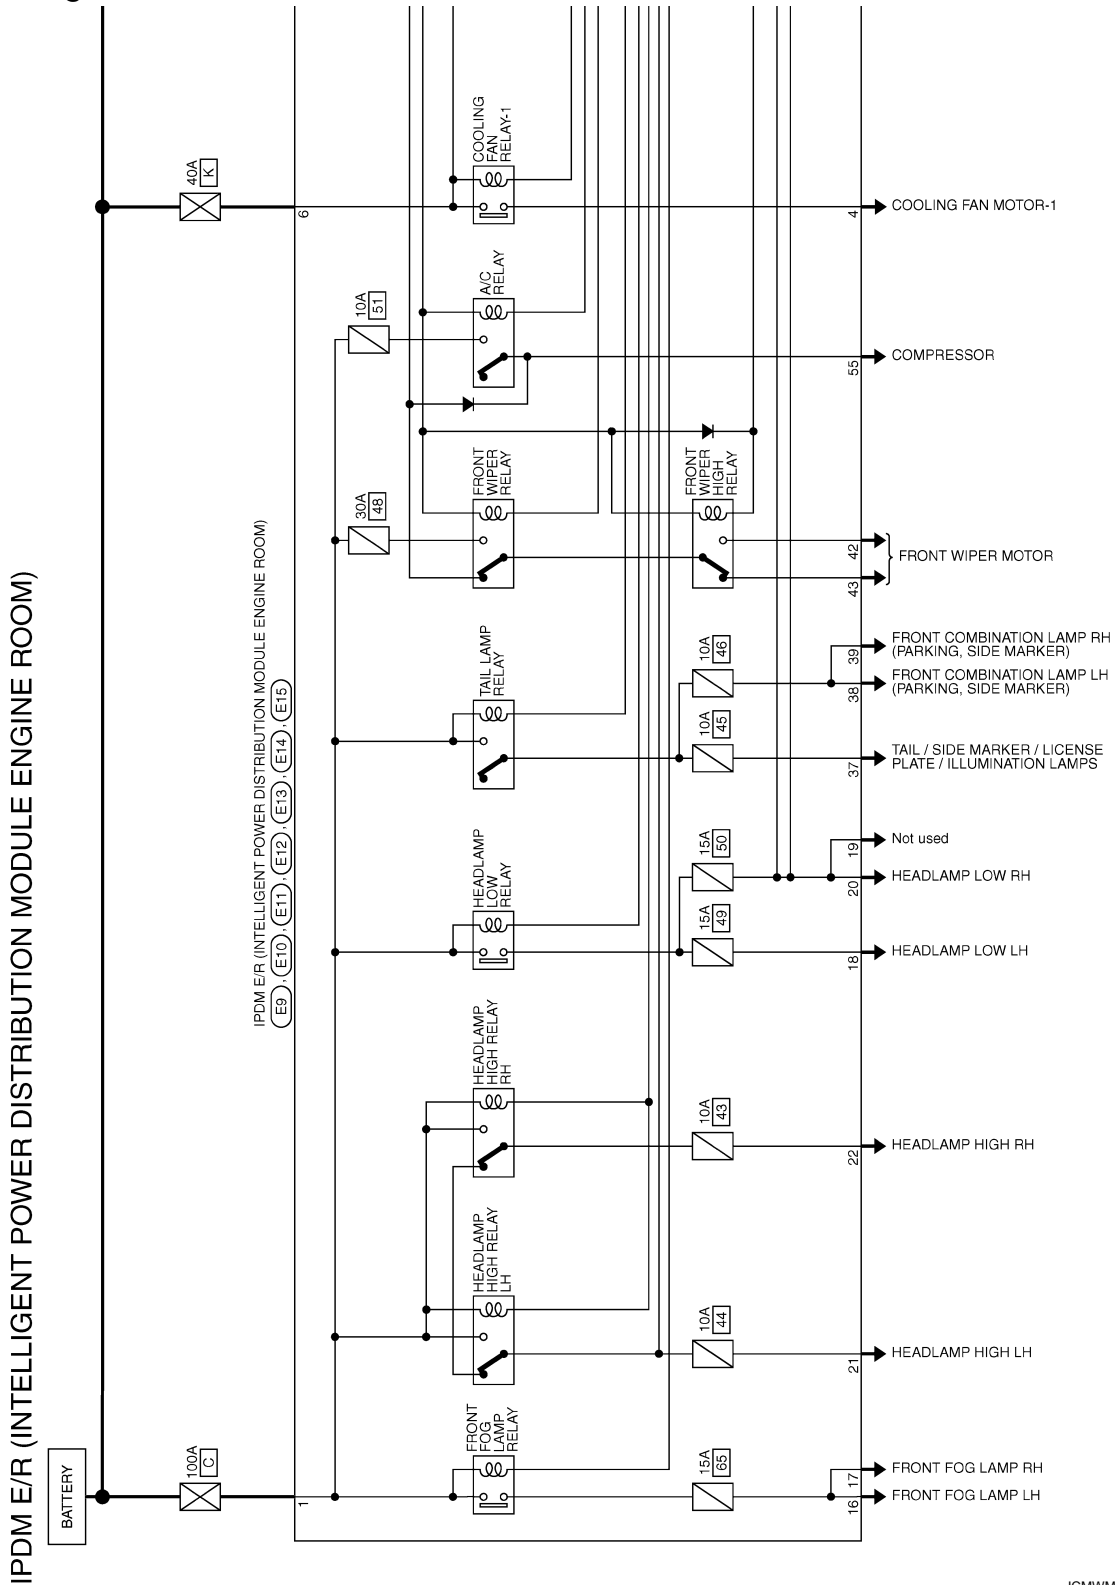 IPDM E/R (INTELLIGENT POWER DISTRIBUTION MODULE ENGINE ROOM)
BATTERY
40A
K
100A
C
IPDM E/R (INTELLIGENT POWER DISTRIBUTION MODULE ENGINE ROOM)
E9 , E10 , E11 , E12 , E13 , E14 , E15
6
COOLING
FAN
RELAY-1
4
COOLING FAN MOTOR-1
10A
51
A/C
RELAY
55
COMPRESSOR
30A
48
FRONT
WIPER
RELAY
FRONT
WIPER
HIGH
RELAY
42
43
FRONT WIPER MOTOR
TAIL LAMP
RELAY
10A
46
39
FRONT COMBINATION LAMP RH
(PARKING, SIDE MARKER)
38
FRONT COMBINATION LAMP LH
(PARKING, SIDE MARKER)
10A
45
37
TAIL / SIDE MARKER / LICENSE
PLATE / ILLUMINATION LAMPS
HEADLAMP
LOW
RELAY
15A
50
19
Not used
20
HEADLAMP LOW RH
15A
49
18
HEADLAMP LOW LH
HEADLAMP
HIGH RELAY
RH
10A
43
22
HEADLAMP HIGH RH
HEADLAMP
HIGH RELAY
LH
10A
44
21
HEADLAMP HIGH LH
1
FRONT
FOG
LAMP
RELAY
15A
65
17
FRONT FOG LAMP RH
16
FRONT FOG LAMP LH